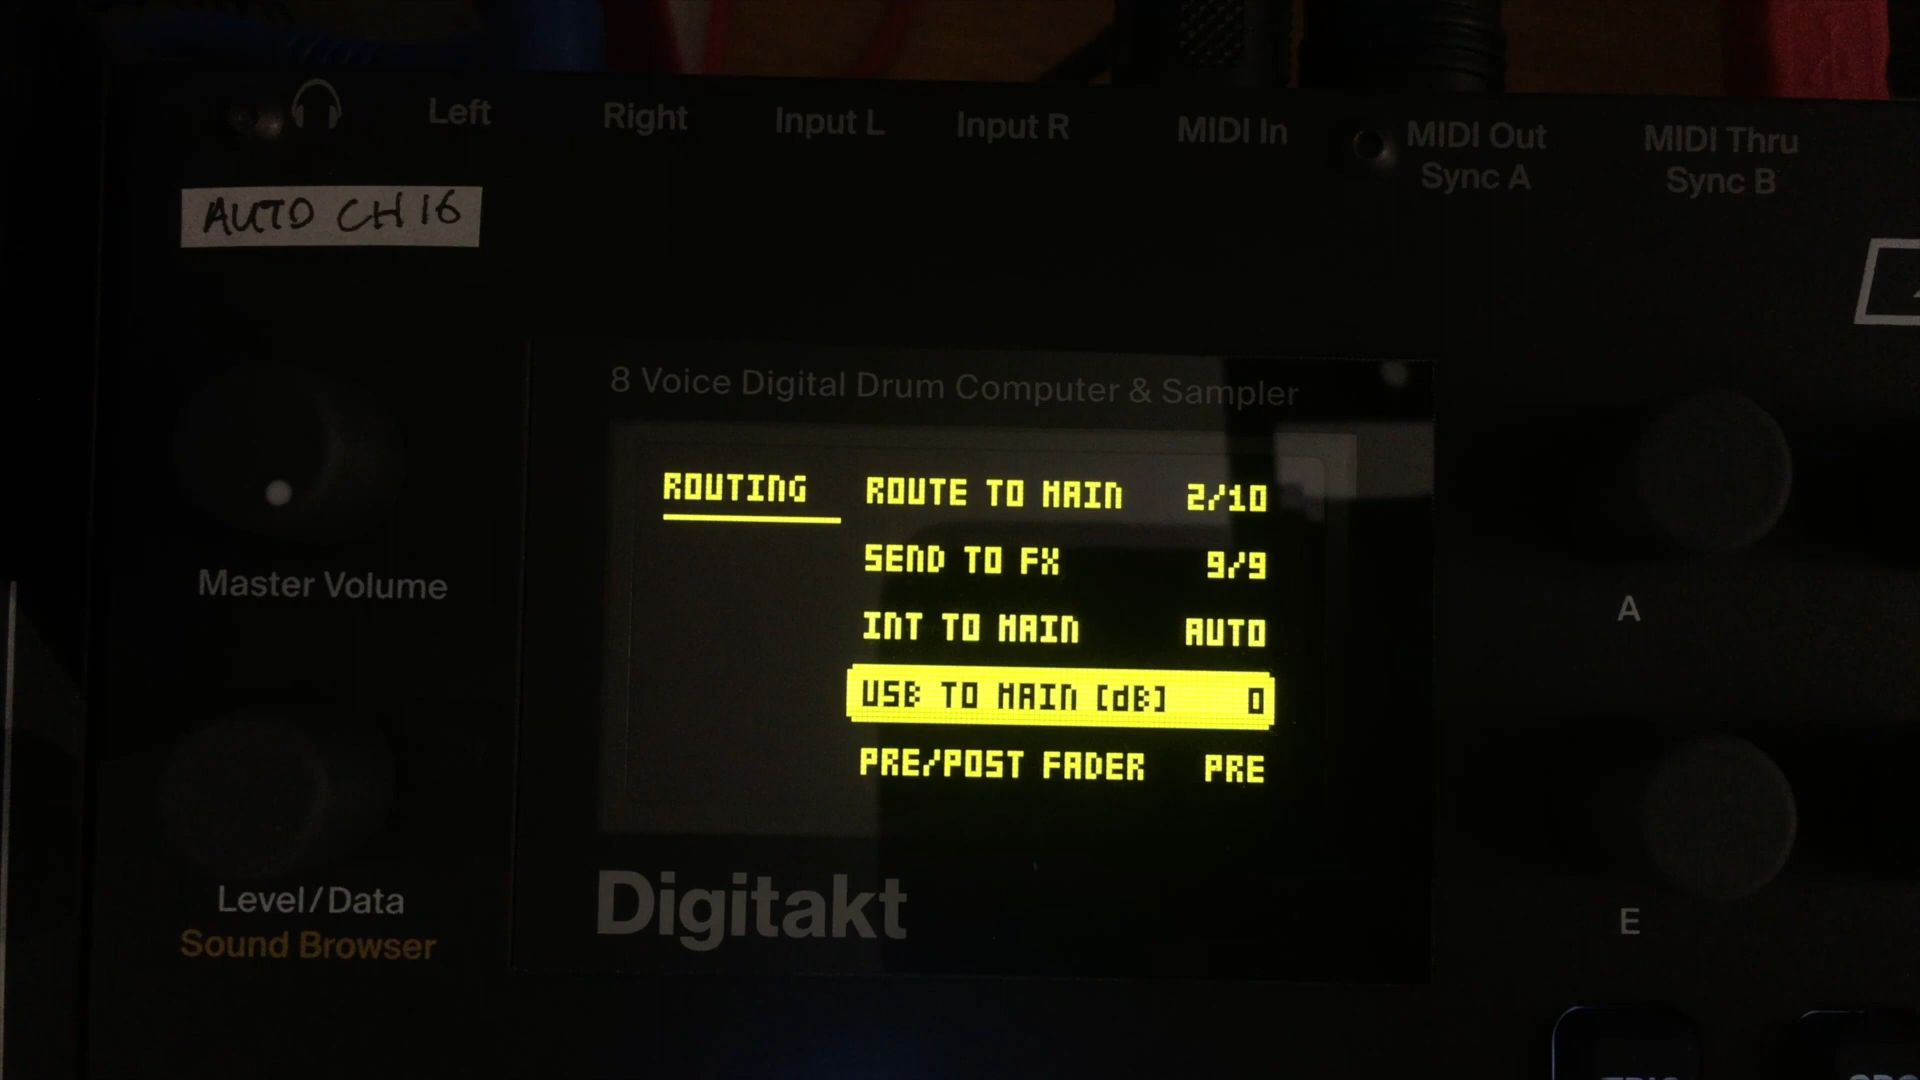 Left Right Input L Input R MIDI In MIDI Out MIDI Thru
Sync A Sync B
AUTO CH 16
8 Voice Digital Drum Computer & Sampler
ROUTING ROUTE TO MAIN 2/10
SEND TO FX 9/9
INT TO MAIN AUTO
USB TO MAIN [dB] 0
PRE/POST FADER PRE
Master Volume
A
Digitakt
Level/Data
Sound Browser
E